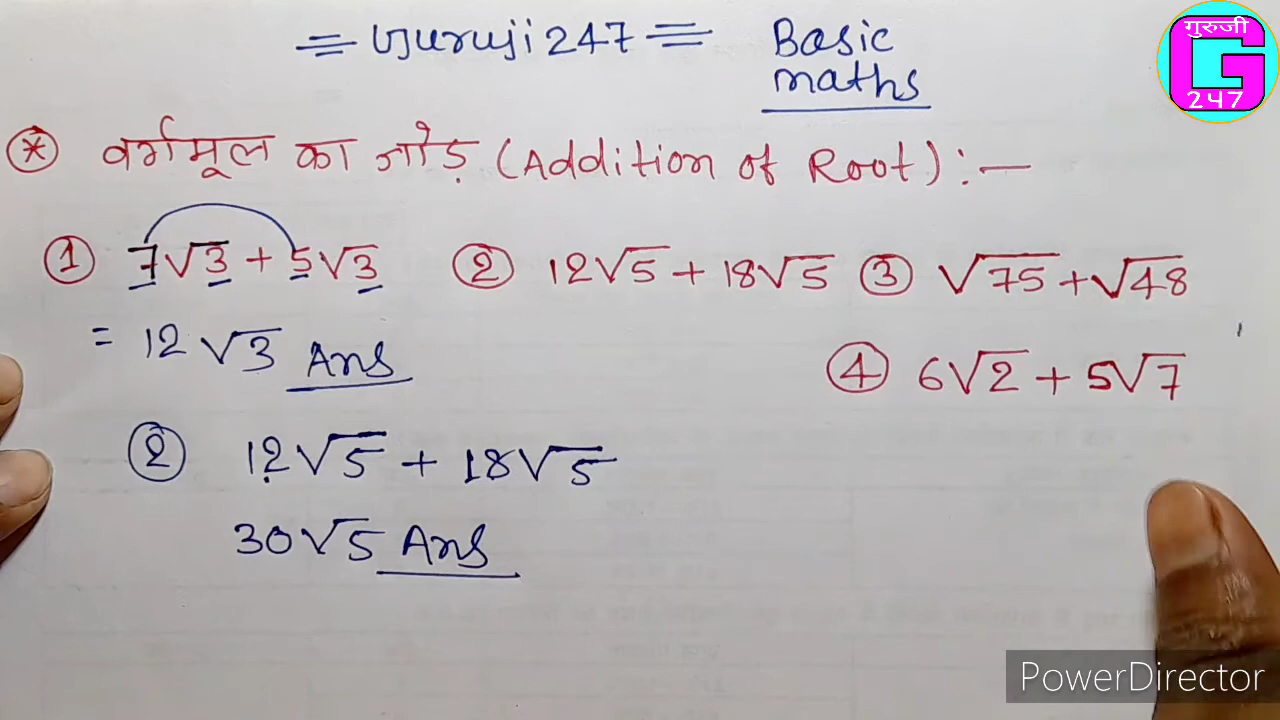 = Guruji247 = Basic maths
गुरुजी
G
247
* वर्गमूल का जोड़ (Addition of Root) :—
① 7√3 + 5√3 ② 12√5 + 18√5 ③ √75 + √48
= 12√3 Ans
④ 6√2 + 5√7
② 12√5 + 18√5
30√5 Ans
PowerDirector